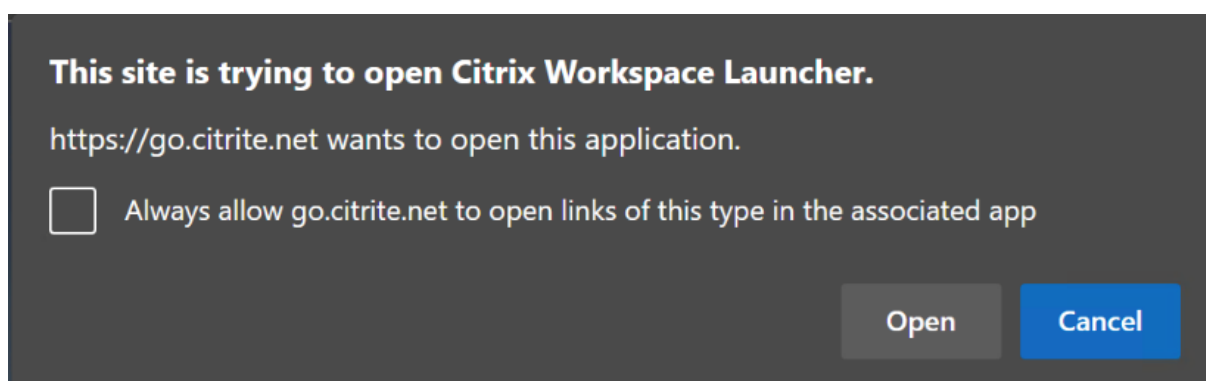 This site is trying to open Citrix Workspace Launcher.
https://go.citrite.net wants to open this application.
Always allow go.citrite.net to open links of this type in the associated app
Open Cancel